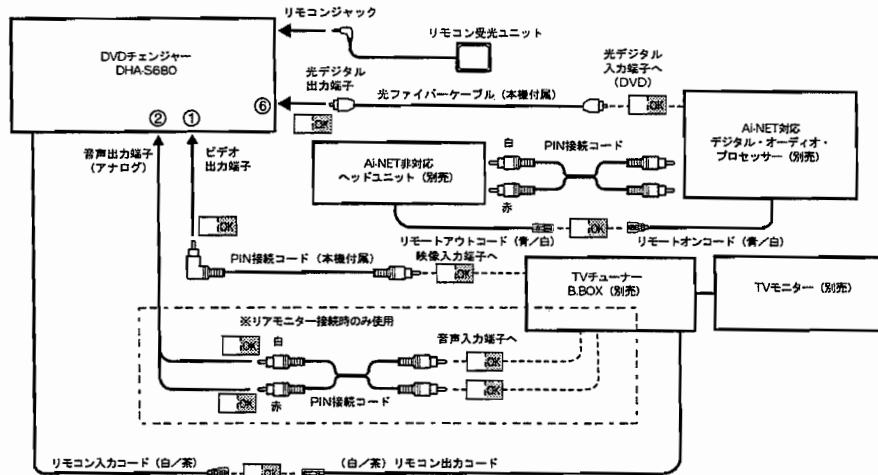 リモコンジャック
リモコン受光ユニット
DVDチェンジャー
DHA-S680
光デジタル
出力端子
光デジタル
入力端子へ
(DVD)
光ファイバーケーブル(本機付属)
⑥
OK
OK
② ①
音声出力端子
(アナログ)
ビデオ
出力端子
Ai-NET非対応
ヘッドユニット(別売)
白
PIN接続コード
赤
Ai-NET対応
デジタル・オーディオ・
プロセッサー(別売)
OK
OK
リモートアウトコード(青/白)
リモートオンコード(青/白)
PIN接続コード(本機付属)
映像入力端子へ
OK
TVチューナー
B.BOX(別売)
TVモニター(別売)
※リアモニター接続時のみ使用
OK
白
音声入力端子へ
OK
OK
OK
赤
PIN接続コード
リモコン入力コード(白/茶)
OK
(白/茶)リモコン出力コード